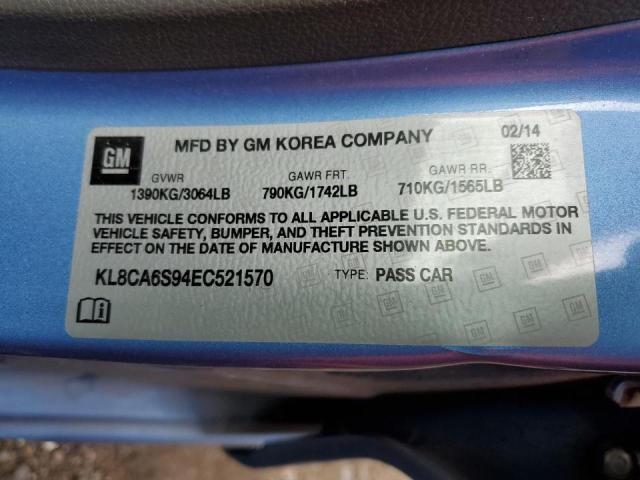 GM
MFD BY GM KOREA COMPANY
02/14
GVWR
GAWR FRT.
GAWR RR.
1390KG/3064LB
790KG/1742LB
710KG/1565LB
THIS VEHICLE CONFORMS TO ALL APPLICABLE U.S. FEDERAL MOTOR
VEHICLE SAFETY, BUMPER, AND THEFT PREVENTION STANDARDS IN
EFFECT ON THE DATE OF MANUFACTURE SHOWN ABOVE.
KL8CA6S94EC521570
TYPE: PASS CAR